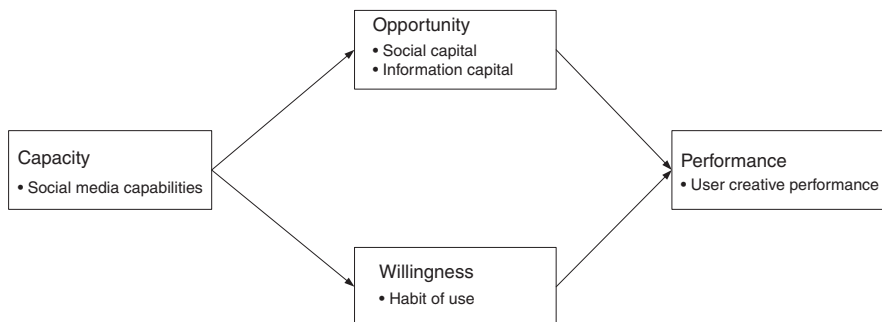 Opportunity
• Social capital
• Information capital
Capacity
• Social media capabilities
Performance
• User creative performance
Willingness
• Habit of use